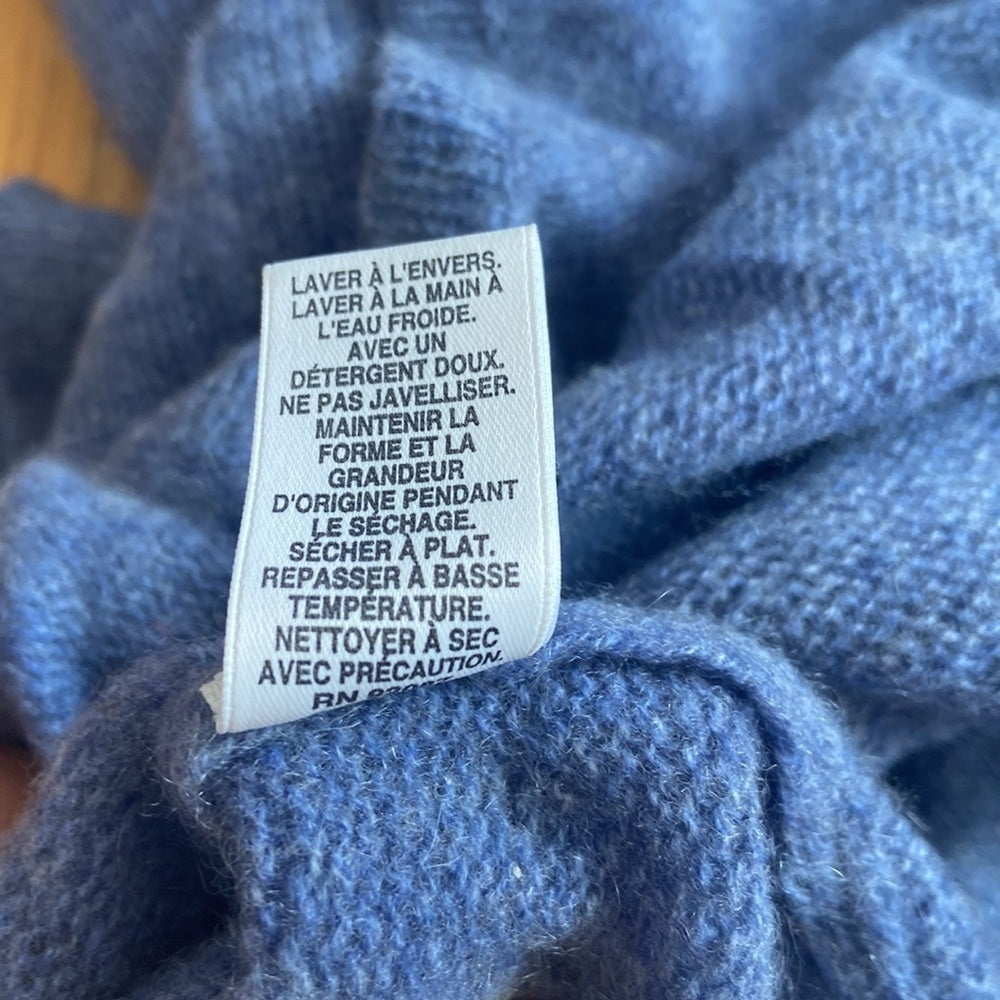 LAVER À L'ENVERS.
LAVER À LA MAIN À
L'EAU FROIDE.
AVEC UN
DÉTERGENT DOUX.
NE PAS JAVELLISER.
MAINTENIR LA
FORME ET LA
GRANDEUR
D'ORIGINE PENDANT
LE SÉCHAGE.
SÉCHER À PLAT.
REPASSER À BASSE
TEMPÉRATURE.
NETTOYER À SEC
AVEC PRÉCAUTION.
RN